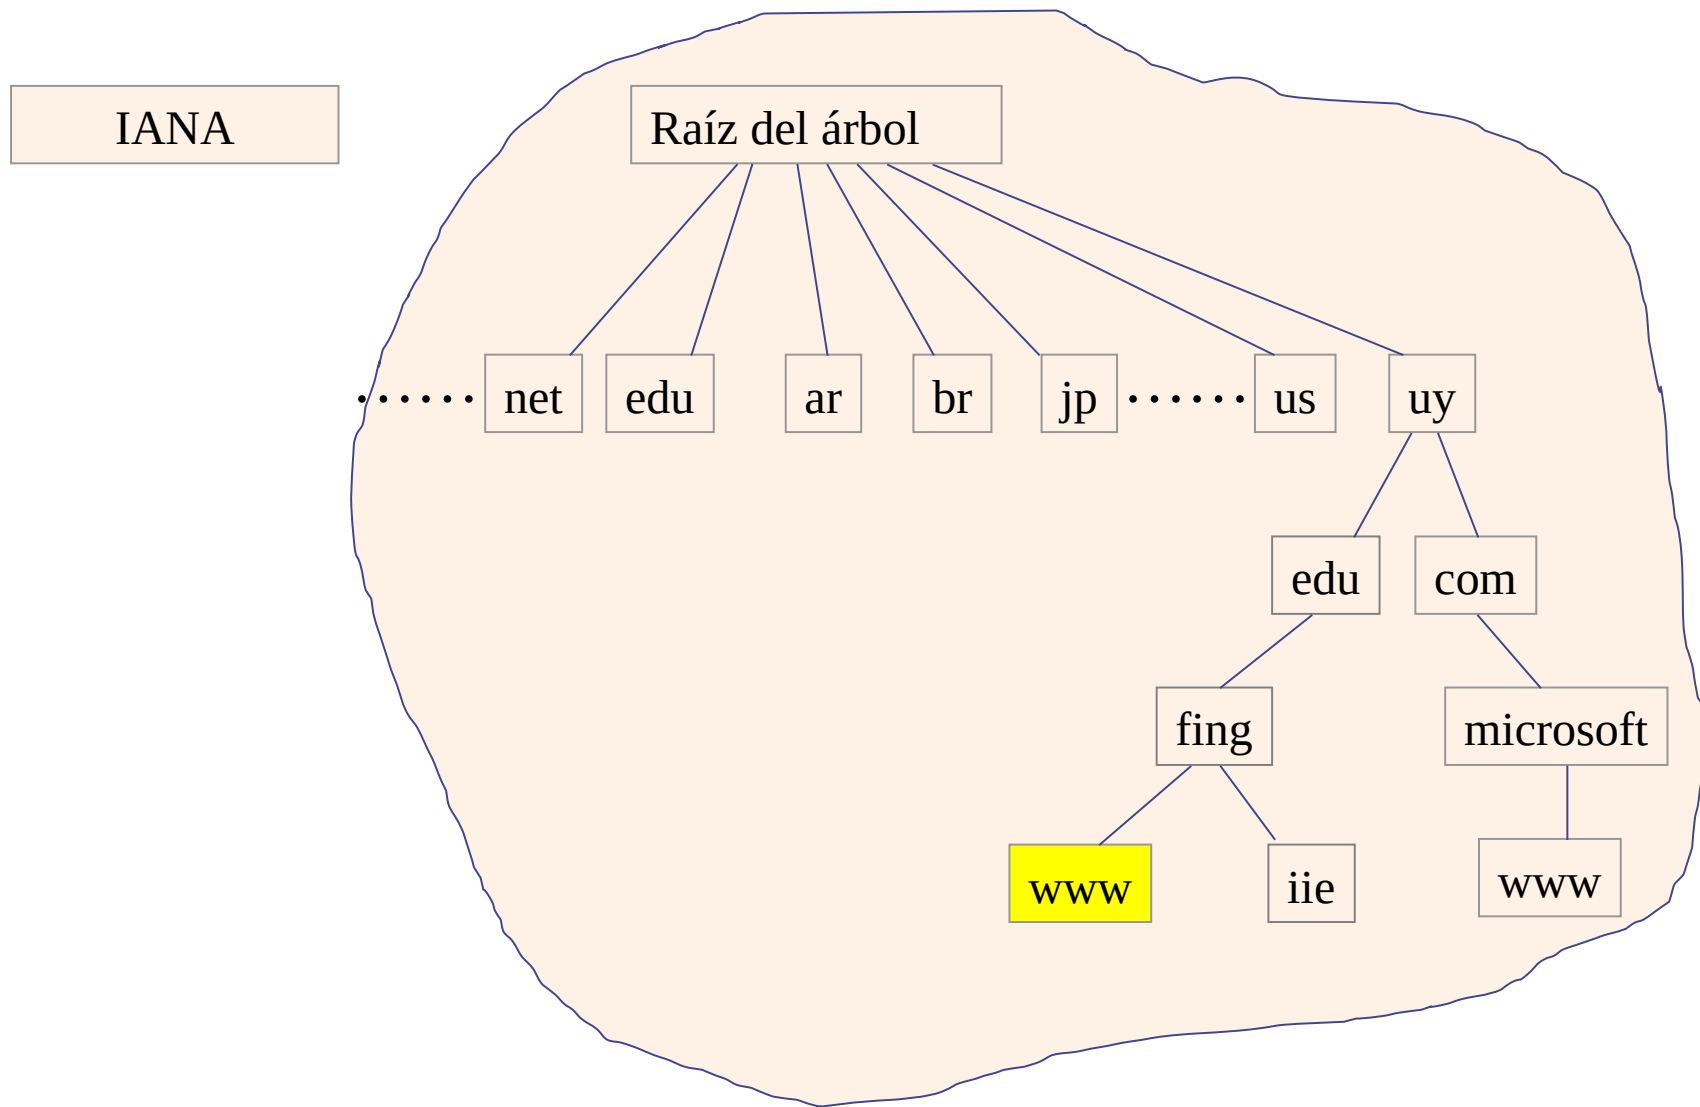 IANA
Raíz del árbol
net edu ar br jp us uy
edu com
fing microsoft
www iie www